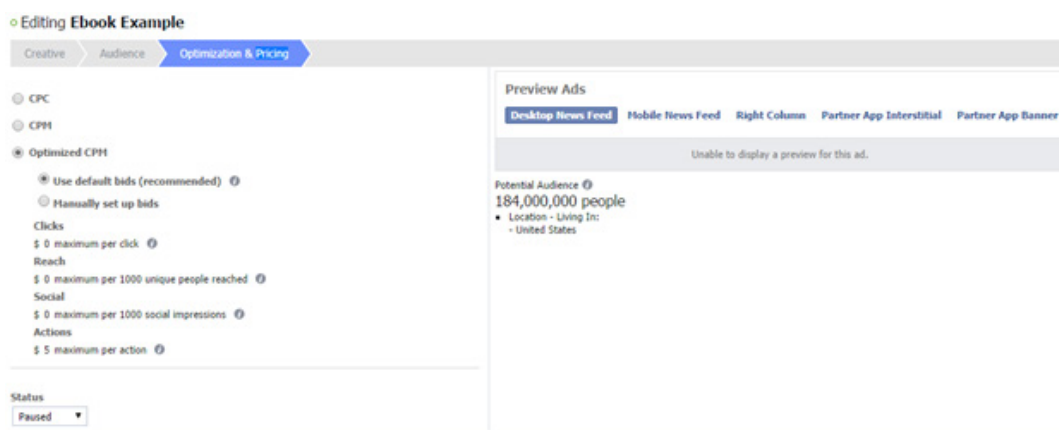 Editing Ebook Example
Creative Audience Optimization & Pricing
CPC
CPM
Optimized CPM
Use default bids (recommended)
Manually set up bids
Clicks
$ 0 maximum per click
Reach
$ 0 maximum per 1000 unique people reached
Social
$ 0 maximum per 1000 social impressions
Actions
$ 5 maximum per action
Status
Paused
Preview Ads
Desktop News Feed Mobile News Feed Right Column Partner App Interstitial Partner App Banner
Unable to display a preview for this ad.
Potential Audience
184,000,000 people
Location - Living In:
- United States